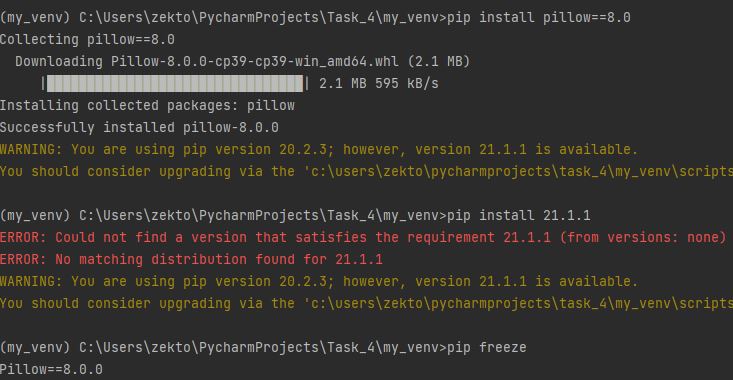 (my_venv) C:\Users\zekto\PycharmProjects\Task_4\my_venv>pip install pillow==8.0
Collecting pillow==8.0
  Downloading Pillow-8.0.0-cp39-cp39-win_amd64.whl (2.1 MB)
     |████████████████████████████████| 2.1 MB 595 kB/s
Installing collected packages: pillow
Successfully installed pillow-8.0.0
WARNING: You are using pip version 20.2.3; however, version 21.1.1 is available.
You should consider upgrading via the 'c:\users\zekto\pycharmprojects\task_4\my_venv\scripts
(my_venv) C:\Users\zekto\PycharmProjects\Task_4\my_venv>pip install 21.1.1
ERROR: Could not find a version that satisfies the requirement 21.1.1 (from versions: none)
ERROR: No matching distribution found for 21.1.1
WARNING: You are using pip version 20.2.3; however, version 21.1.1 is available.
You should consider upgrading via the 'c:\users\zekto\pycharmprojects\task_4\my_venv\scripts
(my_venv) C:\Users\zekto\PycharmProjects\Task_4\my_venv>pip freeze
Pillow==8.0.0